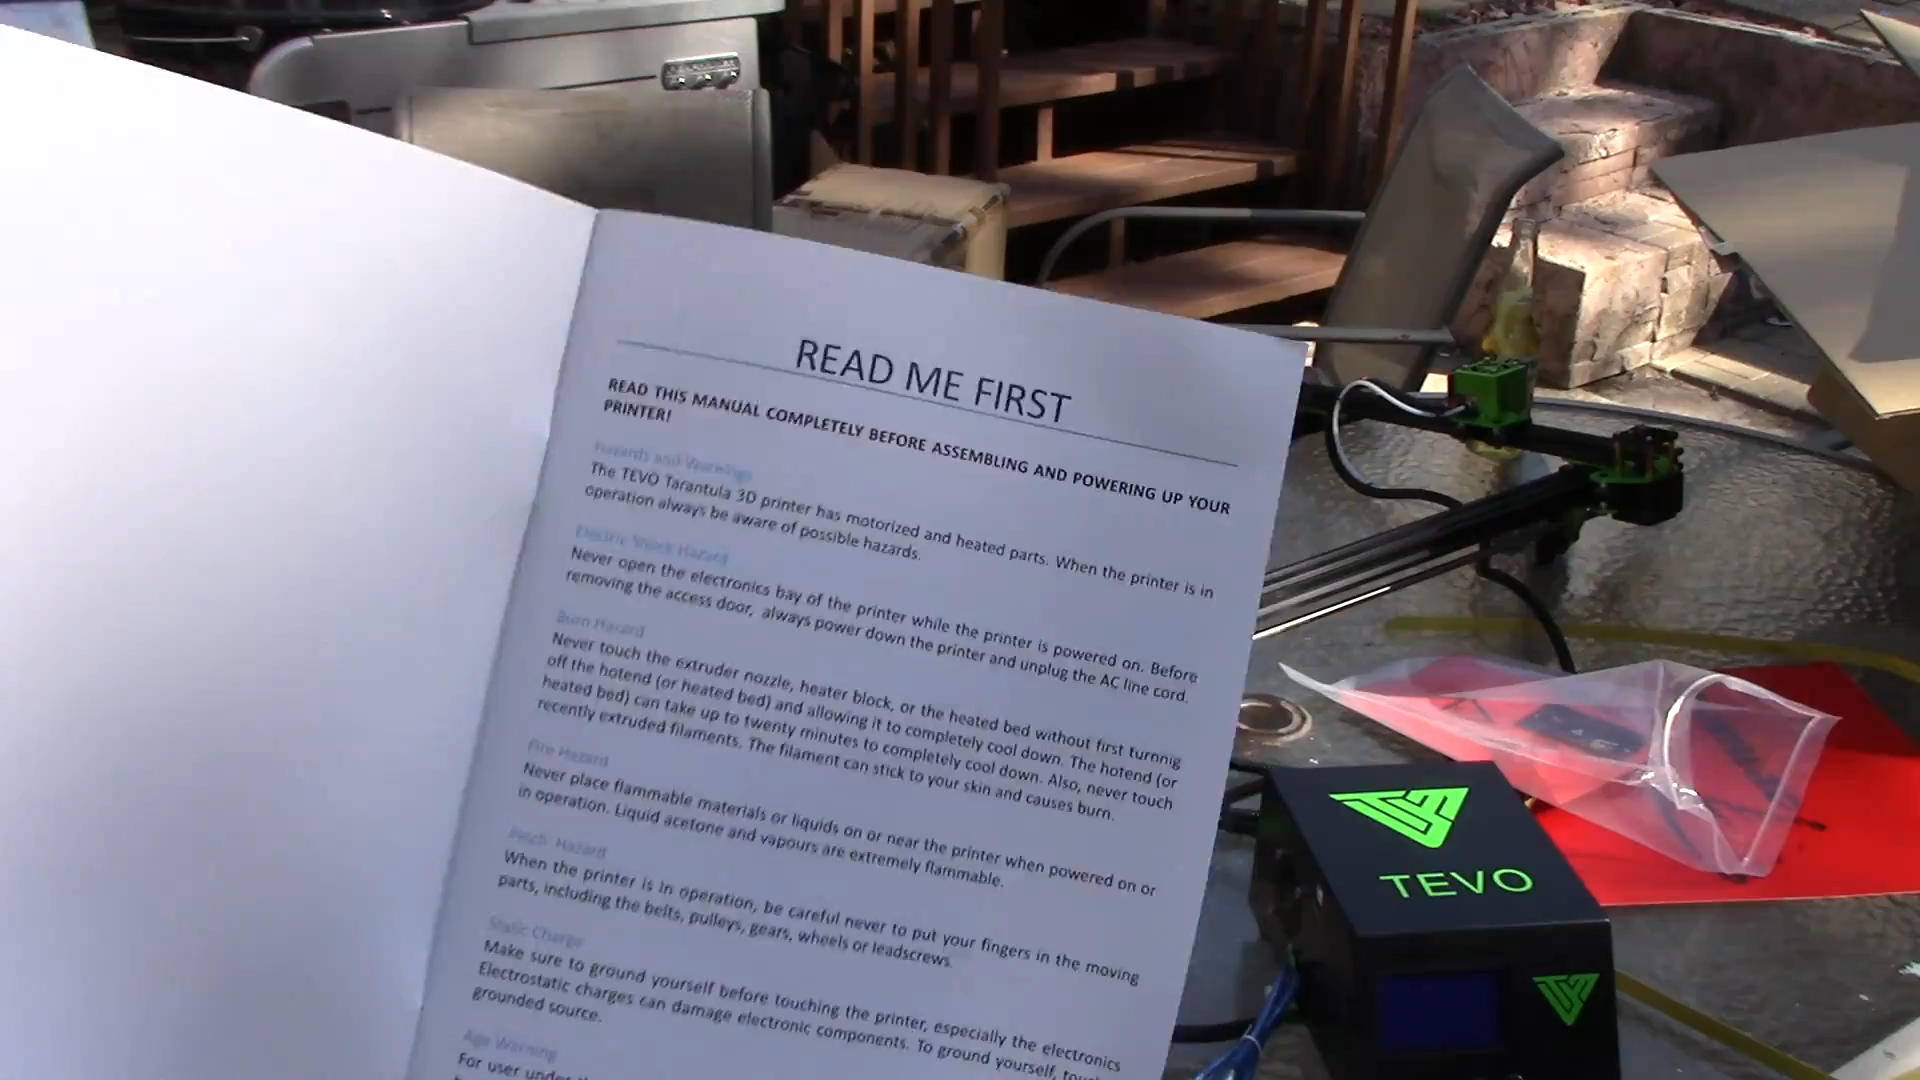 READ ME FIRST
READ THIS MANUAL COMPLETELY BEFORE ASSEMBLING AND POWERING UP YOUR
PRINTER!
Hazards and Warnings
The TEVO Tarantula 3D printer has motorized and heated parts. When the printer is in
operation always be aware of possible hazards.
Electric Shock Hazard
Never open the electronics bay of the printer while the printer is powered on. Before
removing the access door, always power down the printer and unplug the AC line cord.
Burn Hazard
Never touch the extruder nozzle, heater block, or the heated bed without first turnnig
off the hotend (or heated bed) and allowing it to completely cool down. The hotend (or
heated bed) can take up to twenty minutes to completely cool down. Also, never touch
recently extruded filaments. The filament can stick to your skin and causes burn.
Fire Hazard
Never place flammable materials or liquids on or near the printer when powered on or
in operation. Liquid acetone and vapours are extremely flammable.
Pinch Hazard
When the printer is in operation, be careful never to put your fingers in the moving
parts, including the belts, pulleys, gears, wheels or leadscrews.
Static Charge
Make sure to ground yourself before touching the printer, especially the electronics
Electrostatic charges can damage electronic components. To ground yourself,
grounded source.
Age Warning
For user under
TEVO